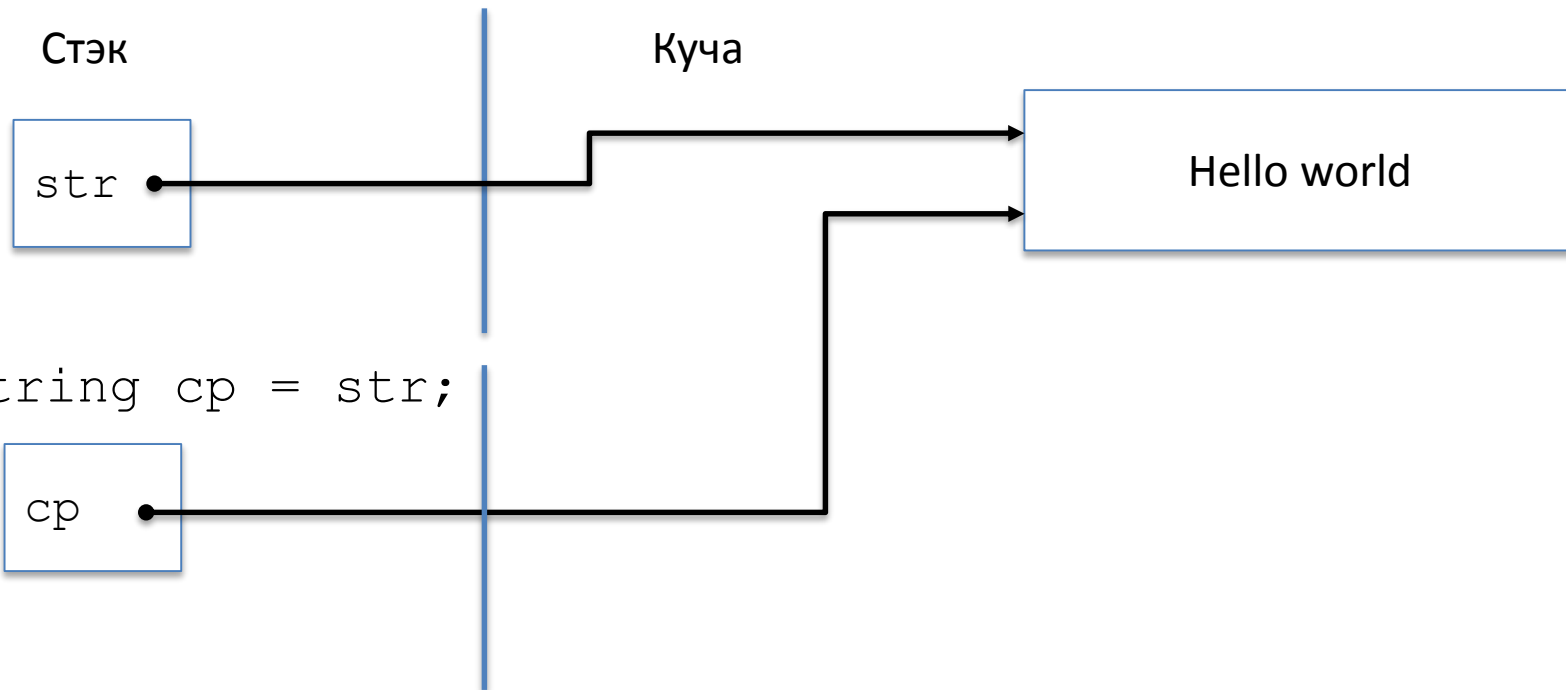 Стэк
Куча
str
Hello world
tring cp = str;
cp